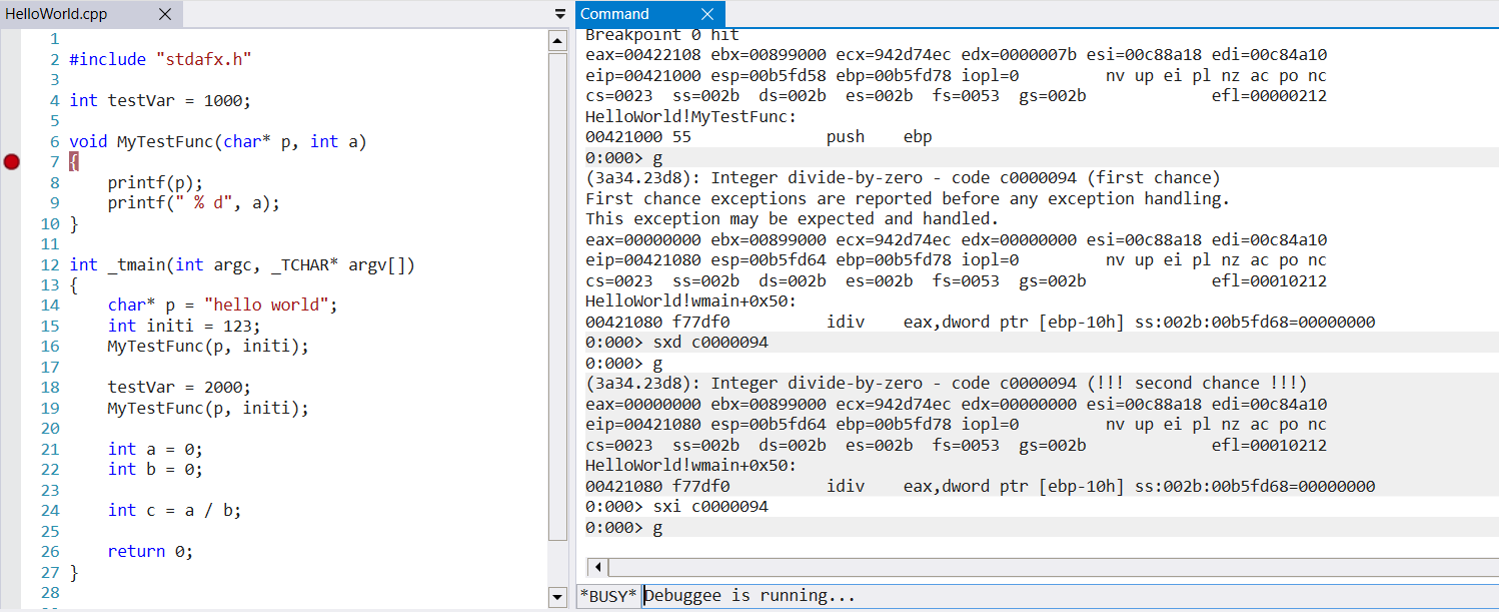 HelloWorld.cpp
1
2 #include "stdafx.h"
3
4 int testVar = 1000;
5
6 void MyTestFunc(char* p, int a)
7 {
8     printf(p);
9     printf(" % d", a);
10 }
11
12 int _tmain(int argc, _TCHAR* argv[])
13 {
14     char* p = "hello world";
15     int initi = 123;
16     MyTestFunc(p, initi);
17
18     testVar = 2000;
19     MyTestFunc(p, initi);
20
21     int a = 0;
22     int b = 0;
23
24     int c = a / b;
25
26     return 0;
27 }
28
Command
Breakpoint 0 hit
eax=00422108 ebx=00899000 ecx=942d74ec edx=0000007b esi=00c88a18 edi=00c84a10
eip=00421000 esp=00b5fd58 ebp=00b5fd78 iopl=0         nv up ei pl nz ac po nc
cs=0023  ss=002b  ds=002b  es=002b  fs=0053  gs=002b             efl=00000212
HelloWorld!MyTestFunc:
00421000 55              push    ebp
0:000> g
(3a34.23d8): Integer divide-by-zero - code c0000094 (first chance)
First chance exceptions are reported before any exception handling.
This exception may be expected and handled.
eax=00000000 ebx=00899000 ecx=942d74ec edx=00000000 esi=00c88a18 edi=00c84a10
eip=00421080 esp=00b5fd64 ebp=00b5fd78 iopl=0         nv up ei pl nz ac po nc
cs=0023  ss=002b  ds=002b  es=002b  fs=0053  gs=002b             efl=00010212
HelloWorld!wmain+0x50:
00421080 f77df0          idiv    eax,dword ptr [ebp-10h] ss:002b:00b5fd68=00000000
0:000> sxd c0000094
0:000> g
(3a34.23d8): Integer divide-by-zero - code c0000094 (!!! second chance !!!)
eax=00000000 ebx=00899000 ecx=942d74ec edx=00000000 esi=00c88a18 edi=00c84a10
eip=00421080 esp=00b5fd64 ebp=00b5fd78 iopl=0         nv up ei pl nz ac po nc
cs=0023  ss=002b  ds=002b  es=002b  fs=0053  gs=002b             efl=00010212
HelloWorld!wmain+0x50:
00421080 f77df0          idiv    eax,dword ptr [ebp-10h] ss:002b:00b5fd68=00000000
0:000> sxi c0000094
0:000> g
*BUSY* Debuggee is running...